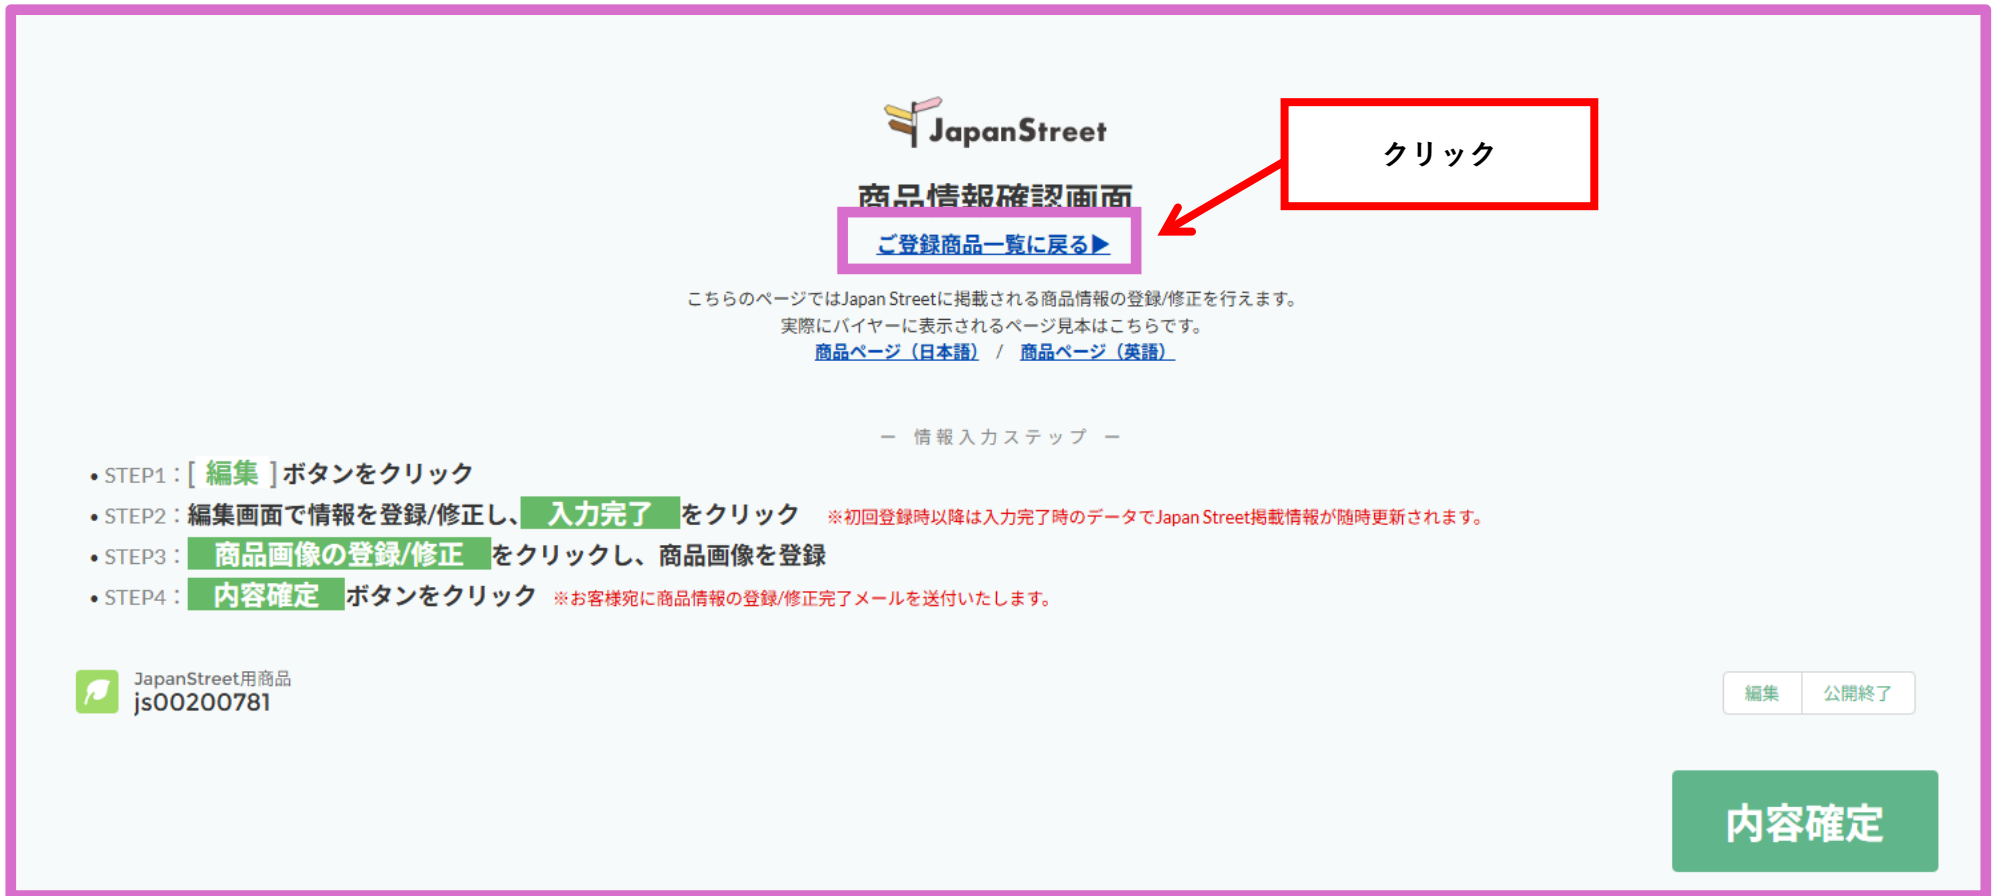 JapanStreet
クリック
商品情報確認画面
ご登録商品一覧に戻る▶
こちらのページではJapan Streetに掲載される商品情報の登録/修正を行えます。
実際にバイヤーに表示されるページ見本はこちらです。
商品ページ（日本語） / 商品ページ（英語）
ー 情報入力ステップ ー
• STEP1：[ 編集 ]ボタンをクリック
• STEP2：編集画面で情報を登録/修正し、 入力完了 をクリック ※初回登録時以降は入力完了時のデータでJapan Street掲載情報が随時更新されます。
• STEP3： 商品画像の登録/修正 をクリックし、商品画像を登録
• STEP4： 内容確定 ボタンをクリック ※お客様宛に商品情報の登録/修正完了メールを送付いたします。
JapanStreet用商品
js00200781
編集 公開終了
内容確定